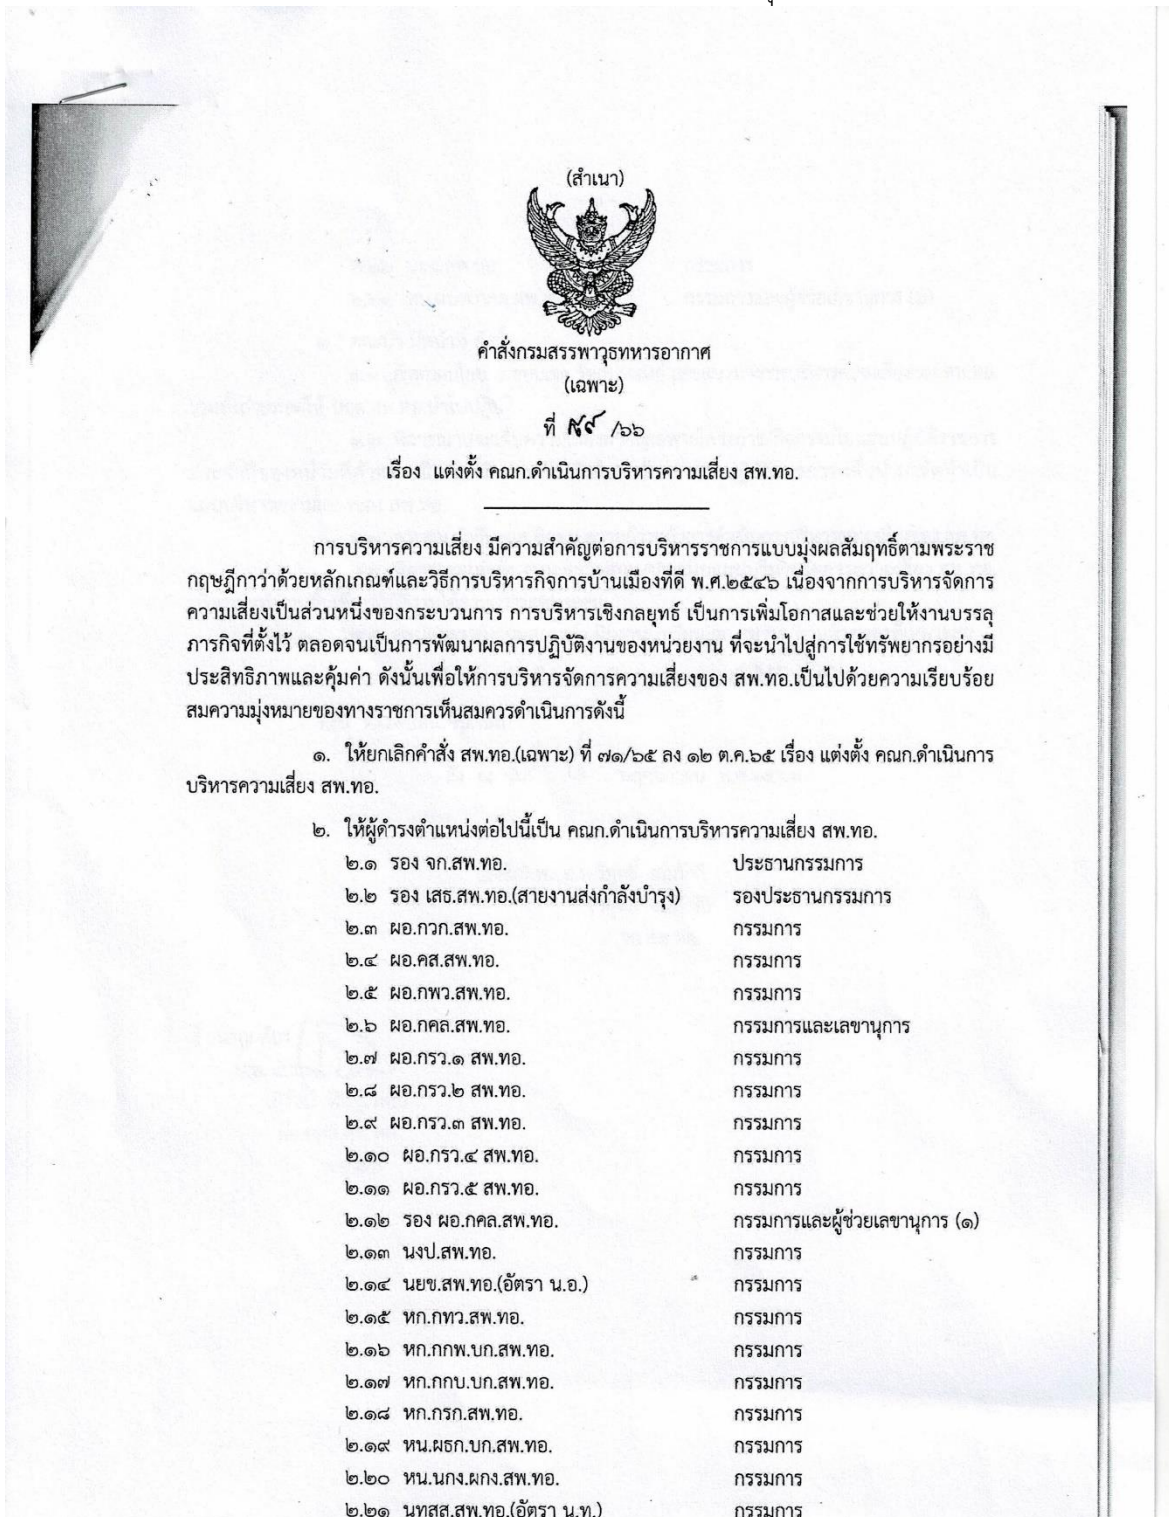 (สำเนา)
คำสั่งกรมสรรพาวุธทหารอากาศ
(เฉพาะ)
ที่ ๙๙ /๖๖
เรื่อง แต่งตั้ง คณก.ดำเนินการบริหารความเสี่ยง สพ.ทอ.
การบริหารความเสี่ยง มีความสำคัญต่อการบริหารราชการแบบมุ่งผลสัมฤทธิ์ตามพระราช
กฤษฎีกาว่าด้วยหลักเกณฑ์และวิธีการบริหารกิจการบ้านเมืองที่ดี พ.ศ.๒๕๔๖ เนื่องจากการบริหารจัดการ
ความเสี่ยงเป็นส่วนหนึ่งของกระบวนการ การบริหารเชิงกลยุทธ์ เป็นการเพิ่มโอกาสและช่วยให้งานบรรลุ
ภารกิจที่ตั้งไว้ ตลอดจนเป็นการพัฒนาผลการปฏิบัติงานของหน่วยงาน ที่จะนำไปสู่การใช้ทรัพยากรอย่างมี
ประสิทธิภาพและคุ้มค่า ดังนั้นเพื่อให้การบริหารจัดการความเสี่ยงของ สพ.ทอ.เป็นไปด้วยความเรียบร้อย
สมความมุ่งหมายของทางราชการเห็นสมควรดำเนินการดังนี้
๑. ให้ยกเลิกคำสั่ง สพ.ทอ.(เฉพาะ) ที่ ๗๑/๖๕ ลง ๑๒ ต.ค.๖๕ เรื่อง แต่งตั้ง คณก.ดำเนินการ
บริหารความเสี่ยง สพ.ทอ.
๒. ให้ผู้ดำรงตำแหน่งต่อไปนี้เป็น คณก.ดำเนินการบริหารความเสี่ยง สพ.ทอ.
๒.๑ รอง จก.สพ.ทอ. ประธานกรรมการ
๒.๒ รอง เสธ.สพ.ทอ.(สายงานส่งกำลังบำรุง) รองประธานกรรมการ
๒.๓ ผอ.กวก.สพ.ทอ. กรรมการ
๒.๔ ผอ.คส.สพ.ทอ. กรรมการ
๒.๕ ผอ.กพว.สพ.ทอ. กรรมการ
๒.๖ ผอ.กคล.สพ.ทอ. กรรมการและเลขานุการ
๒.๗ ผอ.กรว.๑ สพ.ทอ. กรรมการ
๒.๘ ผอ.กรว.๒ สพ.ทอ. กรรมการ
๒.๙ ผอ.กรว.๓ สพ.ทอ. กรรมการ
๒.๑๐ ผอ.กรว.๔ สพ.ทอ. กรรมการ
๒.๑๑ ผอ.กรว.๕ สพ.ทอ. กรรมการ
๒.๑๒ รอง ผอ.กคล.สพ.ทอ. กรรมการและผู้ช่วยเลขานุการ (๑)
๒.๑๓ นงป.สพ.ทอ. กรรมการ
๒.๑๔ นยข.สพ.ทอ.(อัตรา น.อ.) กรรมการ
๒.๑๕ หก.กทว.สพ.ทอ. กรรมการ
๒.๑๖ หก.กกพ.บก.สพ.ทอ. กรรมการ
๒.๑๗ หก.กกบ.บก.สพ.ทอ. กรรมการ
๒.๑๘ หก.กรก.สพ.ทอ. กรรมการ
๒.๑๙ หน.ผธก.บก.สพ.ทอ. กรรมการ
๒.๒๐ หน.นกง.ผกง.สพ.ทอ. กรรมการ
๒.๒๑ นทสส.สพ.ทอ.(อัตรา น.ท.) กรรมการ